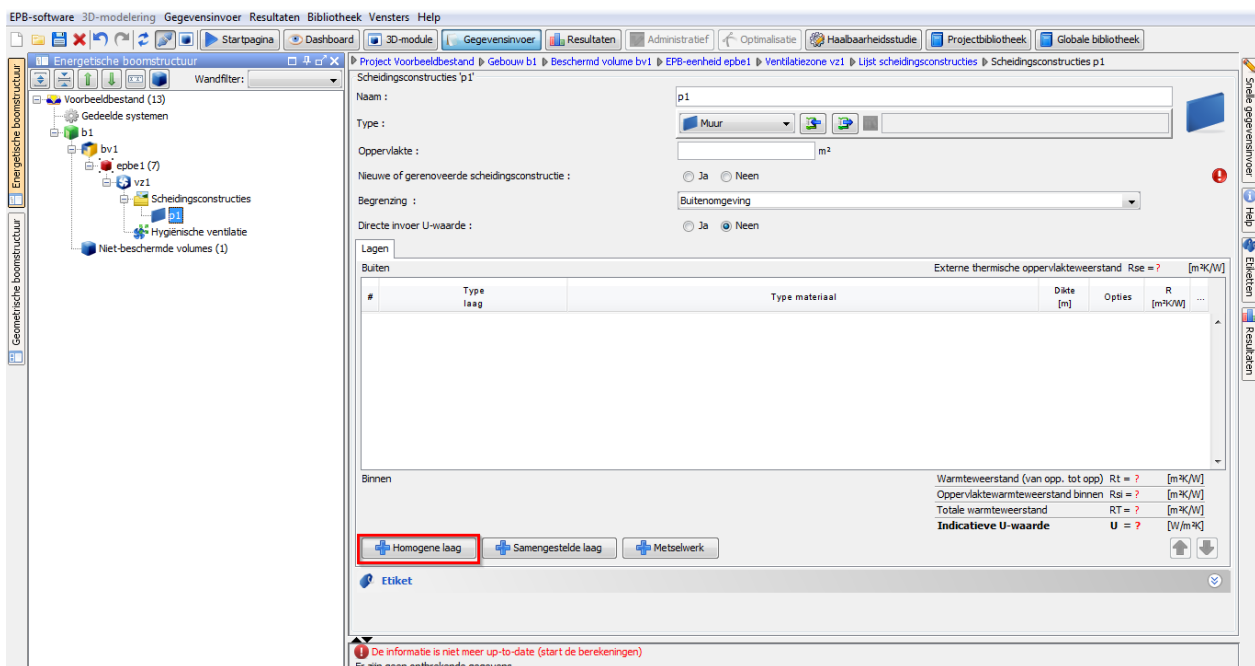 EPB-software 3D-modelering Gegevensinvoer Resultaten Bibliotheek Vensters Help
Startpagina Dashboard 3D-module Gegevensinvoer Resultaten Administratief Optimalisatie Haalbaarheidsstudie Projectbibliotheek Globale bibliotheek
Energetische boomstructuur
Wandfilter:
Voorbeeldbestand (13)
Gedeelde systemen
b1
bv1
epbe1 (7)
vz1
Scheidingsconstructies
p1
Hygiënische ventilatie
Niet-beschermde volumes (1)
Energetische boomstructuur
Geometrische boomstructuur
Project Voorbeeldbestand Gebouw b1 Beschermd volume bv1 EPB-eenheid epbe1 Ventilatiezone vz1 Lijst scheidingsconstructies Scheidingsconstructies p1
Scheidingsconstructies 'p1'
Naam : p1
Type : Muur
Oppervlakte : m²
Nieuwe of gerenoveerde scheidingsconstructie : Ja Neen
Begrenzing : Buitenomgeving
Directe invoer U-waarde : Ja Neen
Lagen
Buiten Externe thermische oppervlakteweerstand Rse = ? [m²K/W]
# Type laag Type materiaal Dikte [m] Opties R [m²K/W] ...
Binnen Warmteweerstand (van opp. tot opp) Rt = ? [m²K/W]
Oppervlaktewarmteweerstand binnen Rsi = ? [m²K/W]
Totale warmteweerstand RT = ? [m²K/W]
Indicatieve U-waarde U = ? [W/m²K]
Homogene laag Samengestelde laag Metselwerk
Etiket
De informatie is niet meer up-to-date (start de berekeningen)
Snelle gegevensinvoer
Help
Etiketten
Resultaten